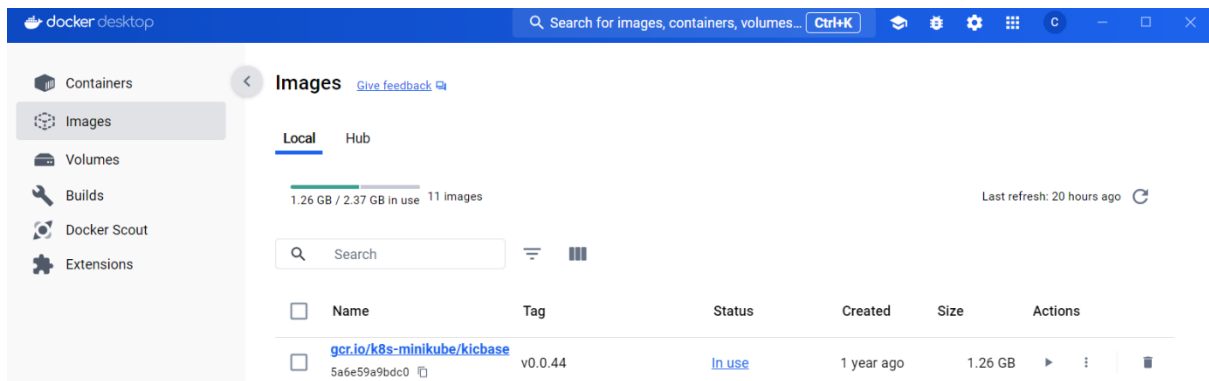 docker desktop
Search for images, containers, volumes... Ctrl+K
C
Containers
Images
Volumes
Builds
Docker Scout
Extensions
Images Give feedback
Local Hub
1.26 GB / 2.37 GB in use 11 images
Last refresh: 20 hours ago
Search
Name Tag Status Created Size Actions
gcr.io/k8s-minikube/kicbase
5a6e59a9bdc0
v0.0.44 In use 1 year ago 1.26 GB